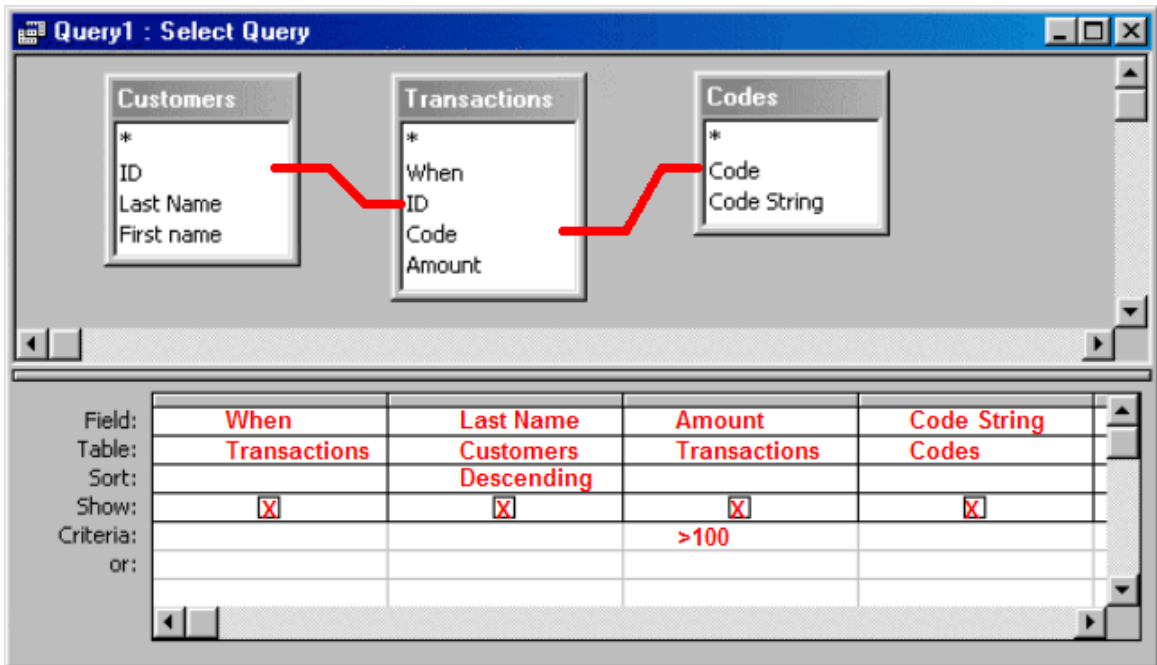 Query1 : Select Query
Customers
*
ID
Last Name
First name
Transactions
*
When
ID
Code
Amount
Codes
*
Code
Code String
Field: When Last Name Amount Code String
Table: Transactions Customers Transactions Codes
Sort: Descending
Show: X X X X
Criteria: >100
or: